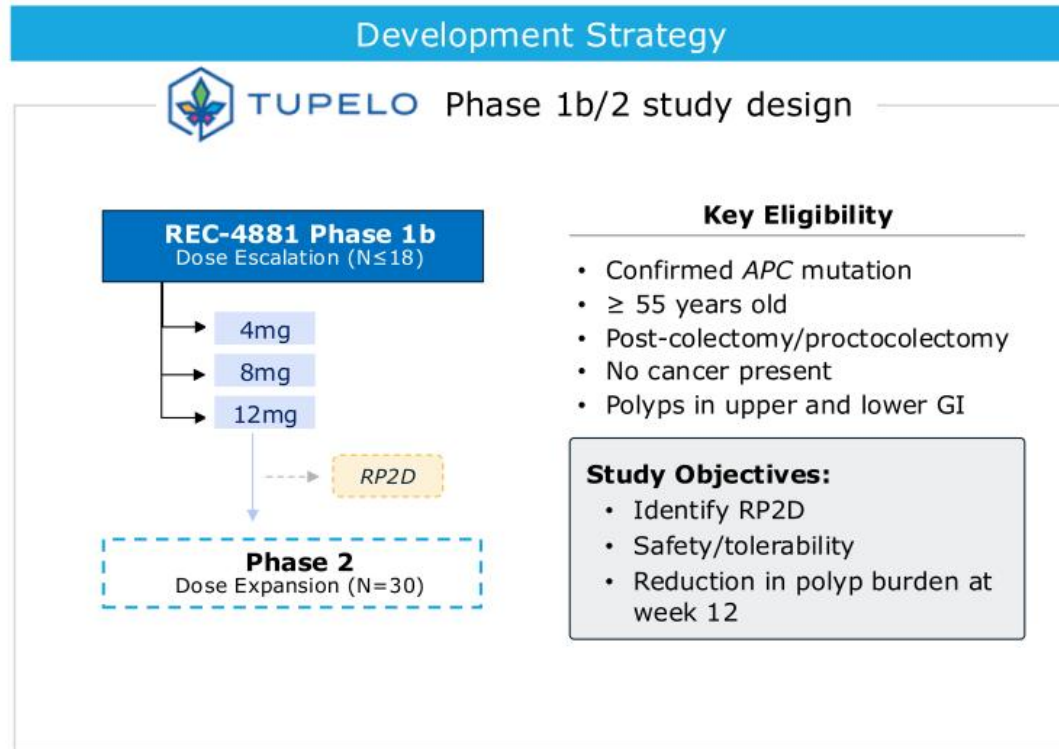 Development Strategy
TUPELO Phase 1b/2 study design
REC-4881 Phase 1b
Dose Escalation (N≤18)
4mg
8mg
12mg
RP2D
Phase 2
Dose Expansion (N=30)
Key Eligibility
• Confirmed APC mutation
• ≥ 55 years old
• Post-colectomy/proctocolectomy
• No cancer present
• Polyps in upper and lower GI
Study Objectives:
• Identify RP2D
• Safety/tolerability
• Reduction in polyp burden at
week 12